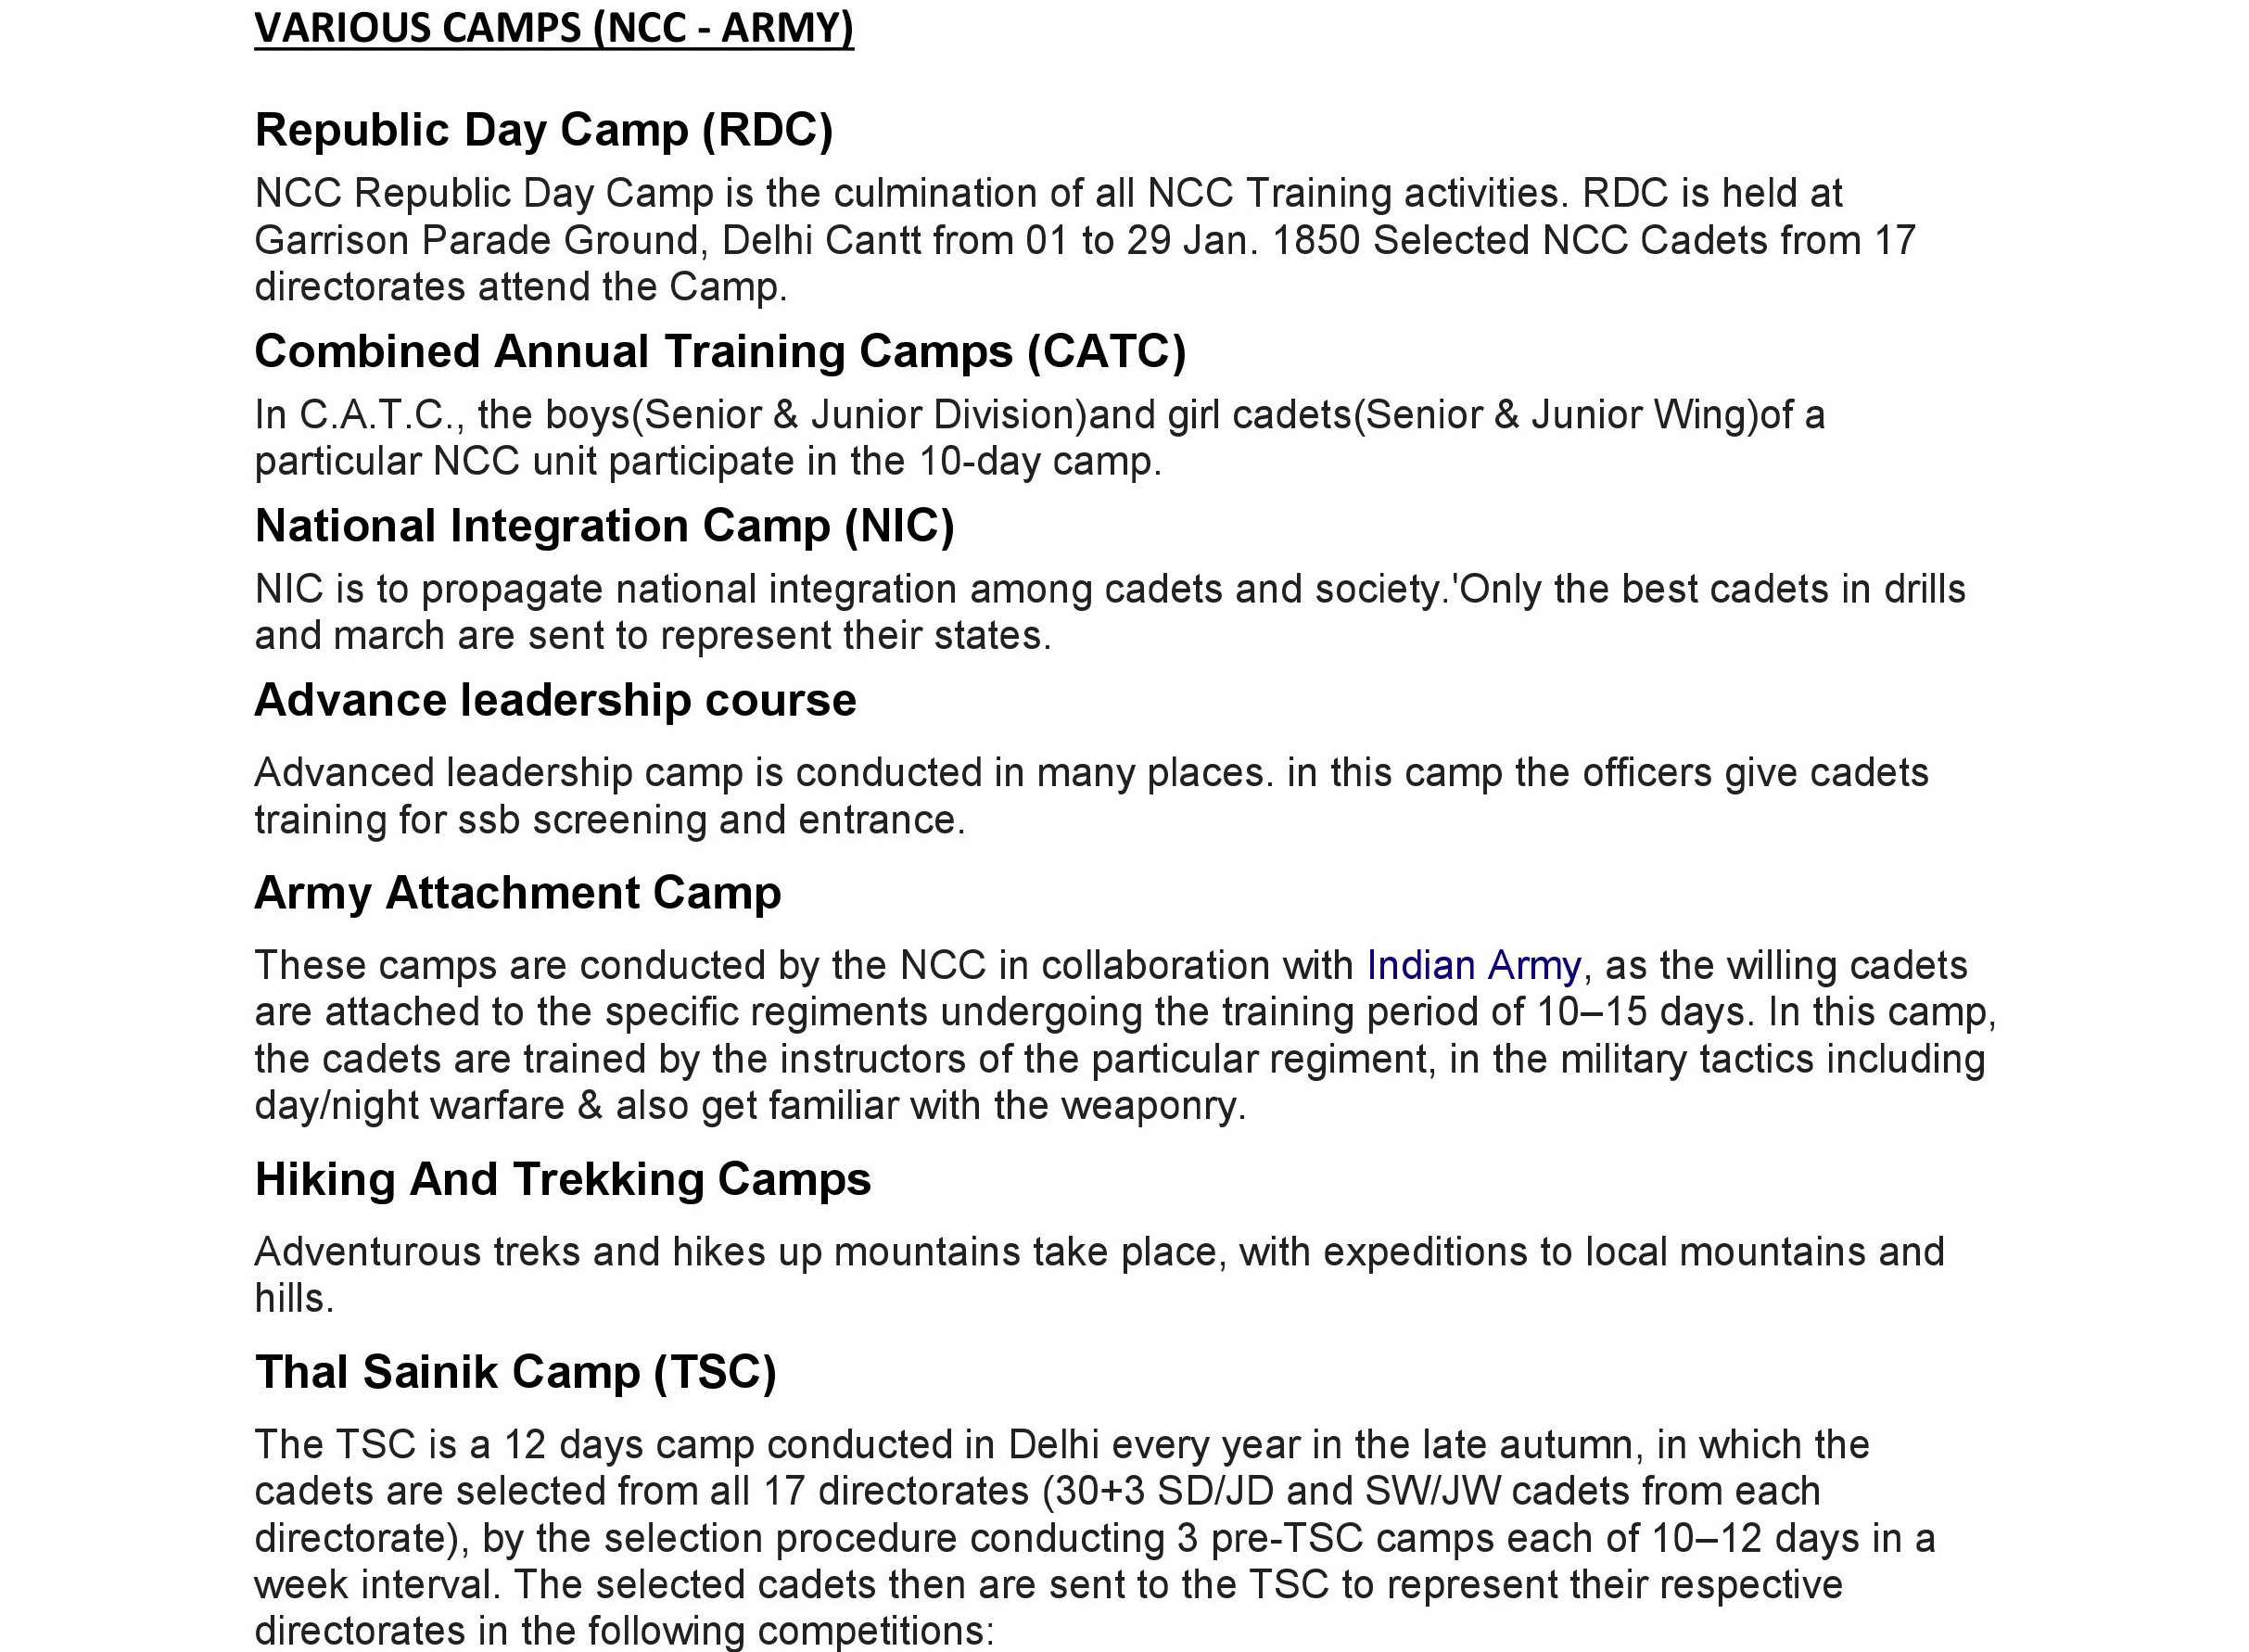 VARIOUS CAMPS (NCC - ARMY)
Republic Day Camp (RDC)
NCC Republic Day Camp is the culmination of all NCC Training activities. RDC is held at
Garrison Parade Ground, Delhi Cantt from 01 to 29 Jan. 1850 Selected NCC Cadets from 17
directorates attend the Camp.
Combined Annual Training Camps (CATC)
In C.A.T.C., the boys(Senior & Junior Division)and girl cadets(Senior & Junior Wing)of a
particular NCC unit participate in the 10-day camp.
National Integration Camp (NIC)
NIC is to propagate national integration among cadets and society.'Only the best cadets in drills
and march are sent to represent their states.
Advance leadership course
Advanced leadership camp is conducted in many places. in this camp the officers give cadets
training for ssb screening and entrance.
Army Attachment Camp
These camps are conducted by the NCC in collaboration with Indian Army, as the willing cadets
are attached to the specific regiments undergoing the training period of 10–15 days. In this camp,
the cadets are trained by the instructors of the particular regiment, in the military tactics including
day/night warfare & also get familiar with the weaponry.
Hiking And Trekking Camps
Adventurous treks and hikes up mountains take place, with expeditions to local mountains and
hills.
Thal Sainik Camp (TSC)
The TSC is a 12 days camp conducted in Delhi every year in the late autumn, in which the
cadets are selected from all 17 directorates (30+3 SD/JD and SW/JW cadets from each
directorate), by the selection procedure conducting 3 pre-TSC camps each of 10–12 days in a
week interval. The selected cadets then are sent to the TSC to represent their respective
directorates in the following competitions: